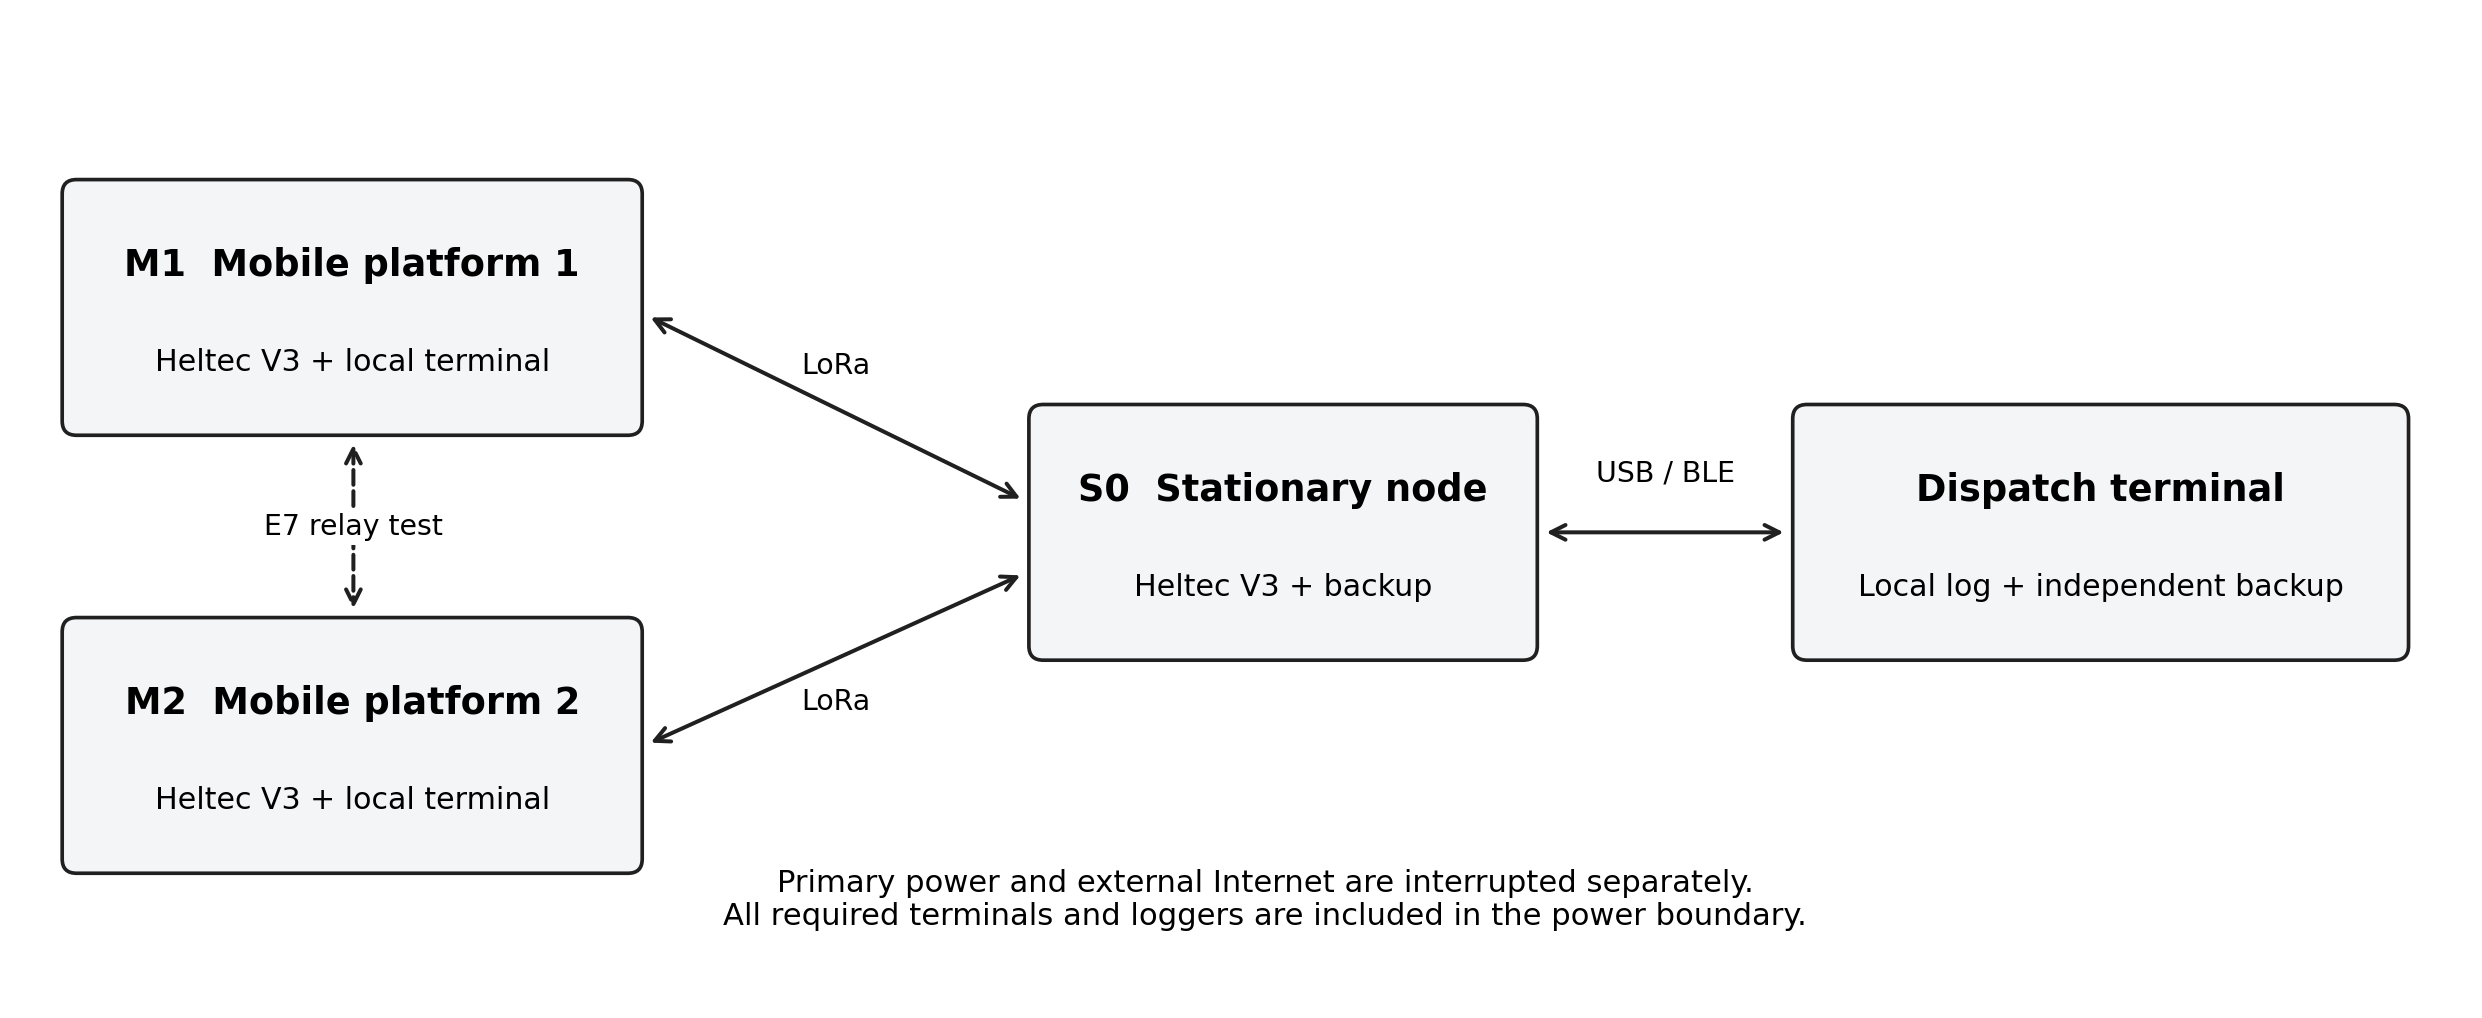 M1  Mobile platform 1
Heltec V3 + local terminal
LoRa
E7 relay test
M2  Mobile platform 2
Heltec V3 + local terminal
LoRa
S0  Stationary node
Heltec V3 + backup
USB / BLE
Dispatch terminal
Local log + independent backup
Primary power and external Internet are interrupted separately.
All required terminals and loggers are included in the power boundary.